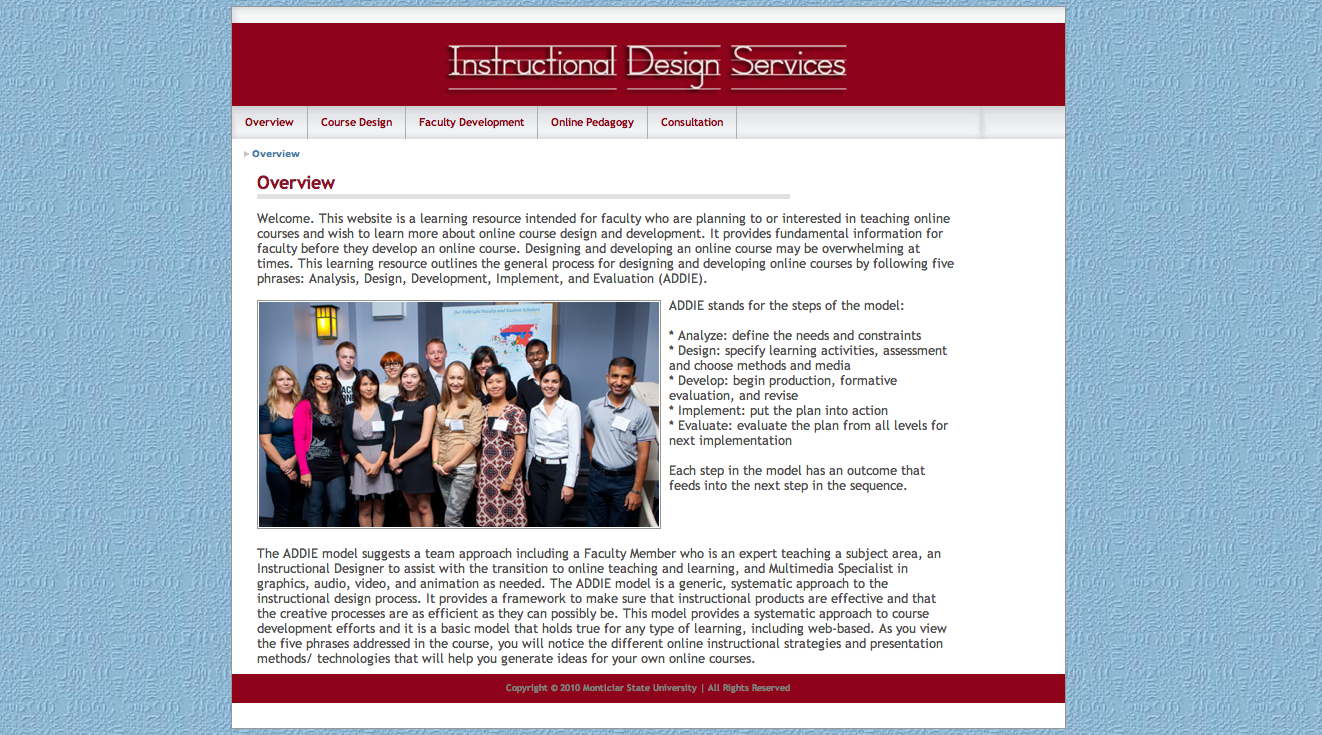 Instructional Design Services
Overview Course Design Faculty Development Online Pedagogy Consultation
Overview
Overview
Welcome. This website is a learning resource intended for faculty who are planning to or interested in teaching online
courses and wish to learn more about online course design and development. It provides fundamental information for
faculty before they develop an online course. Designing and developing an online course may be overwhelming at
times. This learning resource outlines the general process for designing and developing online courses by following five
phrases: Analysis, Design, Development, Implement, and Evaluation (ADDIE).
Our Fulbright Faculty and Student Scholars
ADDIE stands for the steps of the model:
* Analyze: define the needs and constraints
* Design: specify learning activities, assessment
and choose methods and media
* Develop: begin production, formative
evaluation, and revise
* Implement: put the plan into action
* Evaluate: evaluate the plan from all levels for
next implementation
Each step in the model has an outcome that
feeds into the next step in the sequence.
The ADDIE model suggests a team approach including a Faculty Member who is an expert teaching a subject area, an
Instructional Designer to assist with the transition to online teaching and learning, and Multimedia Specialist in
graphics, audio, video, and animation as needed. The ADDIE model is a generic, systematic approach to the
instructional design process. It provides a framework to make sure that instructional products are effective and that
the creative processes are as efficient as they can possibly be. This model provides a systematic approach to course
development efforts and it is a basic model that holds true for any type of learning, including web-based. As you view
the five phrases addressed in the course, you will notice the different online instructional strategies and presentation
methods/ technologies that will help you generate ideas for your own online courses.
Copyright © 2010 Montclar State University | All Rights Reserved